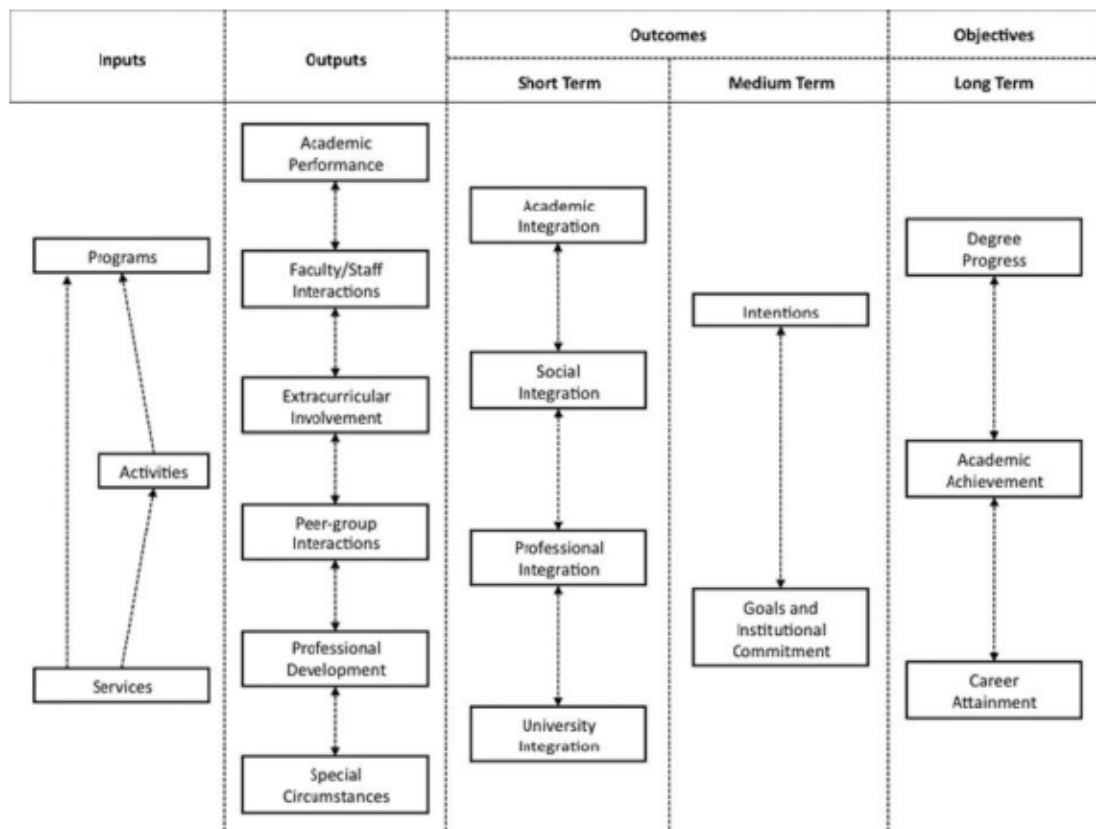 Inputs
Outputs
Outcomes
Objectives
Short Term
Medium Term
Long Term
Programs
Activities
Services
Academic
Performance
Faculty/Staff
Interactions
Extracurricular
Involvement
Peer-group
Interactions
Professional
Development
Special
Circumstances
Academic
Integration
Social
Integration
Professional
Integration
University
Integration
Intentions
Goals and
Institutional
Commitment
Degree
Progress
Academic
Achievement
Career
Attainment